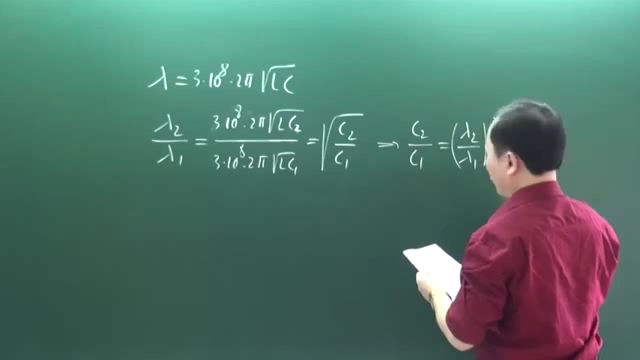 λ = 3·10⁸·2π√LC
λ₂/λ₁ = 3·10⁸·2π√LC₂ / 3·10⁸·2π√LC₁ = √C₂/C₁ ⟹ C₂/C₁ = (λ₂/λ₁)